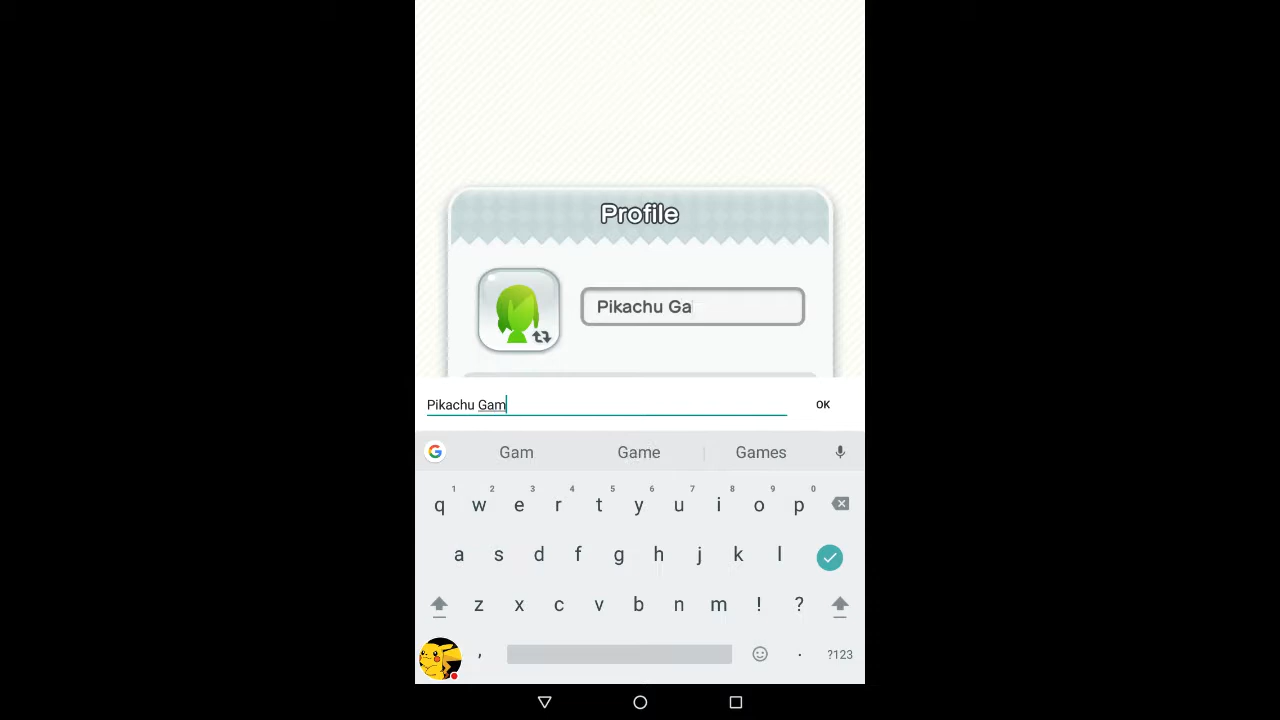 Profile
Pikachu Ga
Pikachu Gam
OK
G Gam Game Games
1 2 3 4 5 6 7 8 9 0
q w e r t y u i o p
a s d f g h j k l
z x c v b n m ! ?
, . ?123